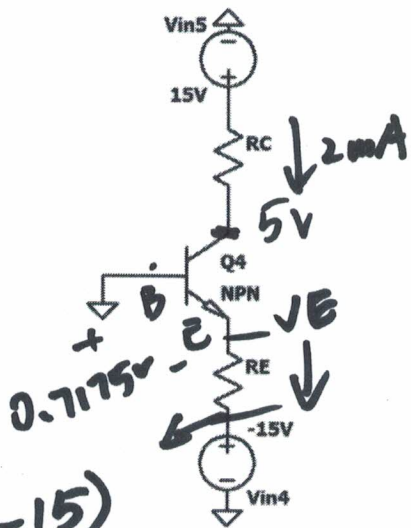 Vin5
15V
RC
2mA
5V
Q4
NPN
B
E
VE
+
0.7175v -
RE
-15V
Vin4
-15)